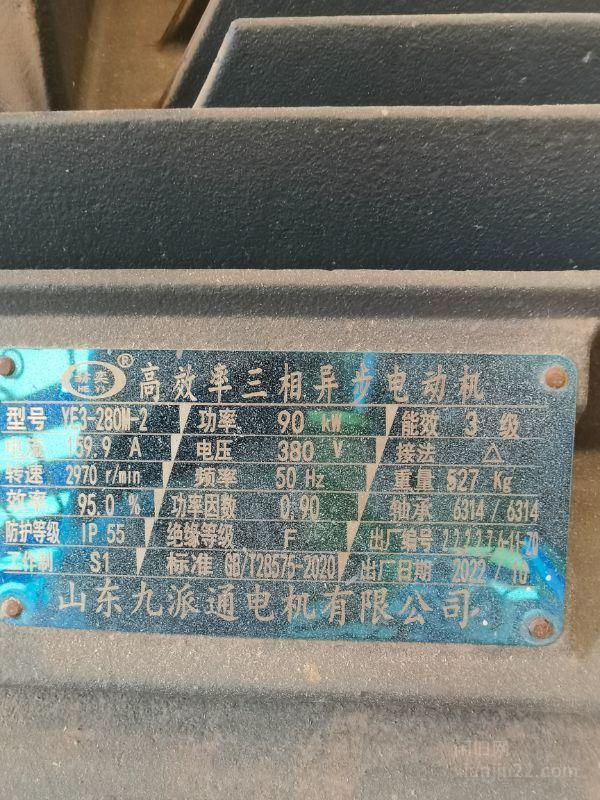 高效率三相异步电动机
型号 YE3-280M-2 功率 90 kW 能效 3 级
电流 159.9 A 电压 380 V 接法 △
转速 2970 r/min 频率 50 Hz 重量 527 Kg
效率 95.0 % 功率因数 0.90 轴承 6314 / 6314
防护等级 IP 55 绝缘等级 F 出厂编号
工作制 S1 标准 GB/T28575-2020 出厂日期 2022 / 10
山东九派通电机有限公司